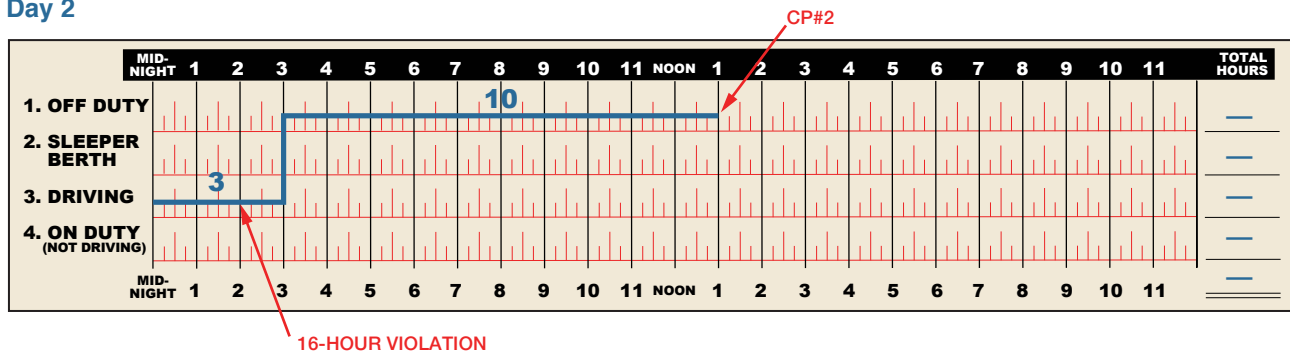 Day 2
CP#2
MID-
NIGHT 1 2 3 4 5 6 7 8 9 10 11 NOON 1 2 3 4 5 6 7 8 9 10 11 TOTAL
HOURS
1. OFF DUTY 10 —
2. SLEEPER
BERTH —
3
3. DRIVING —
4. ON DUTY
(NOT DRIVING) —
MID-
NIGHT 1 2 3 4 5 6 7 8 9 10 11 NOON 1 2 3 4 5 6 7 8 9 10 11 —
16-HOUR VIOLATION